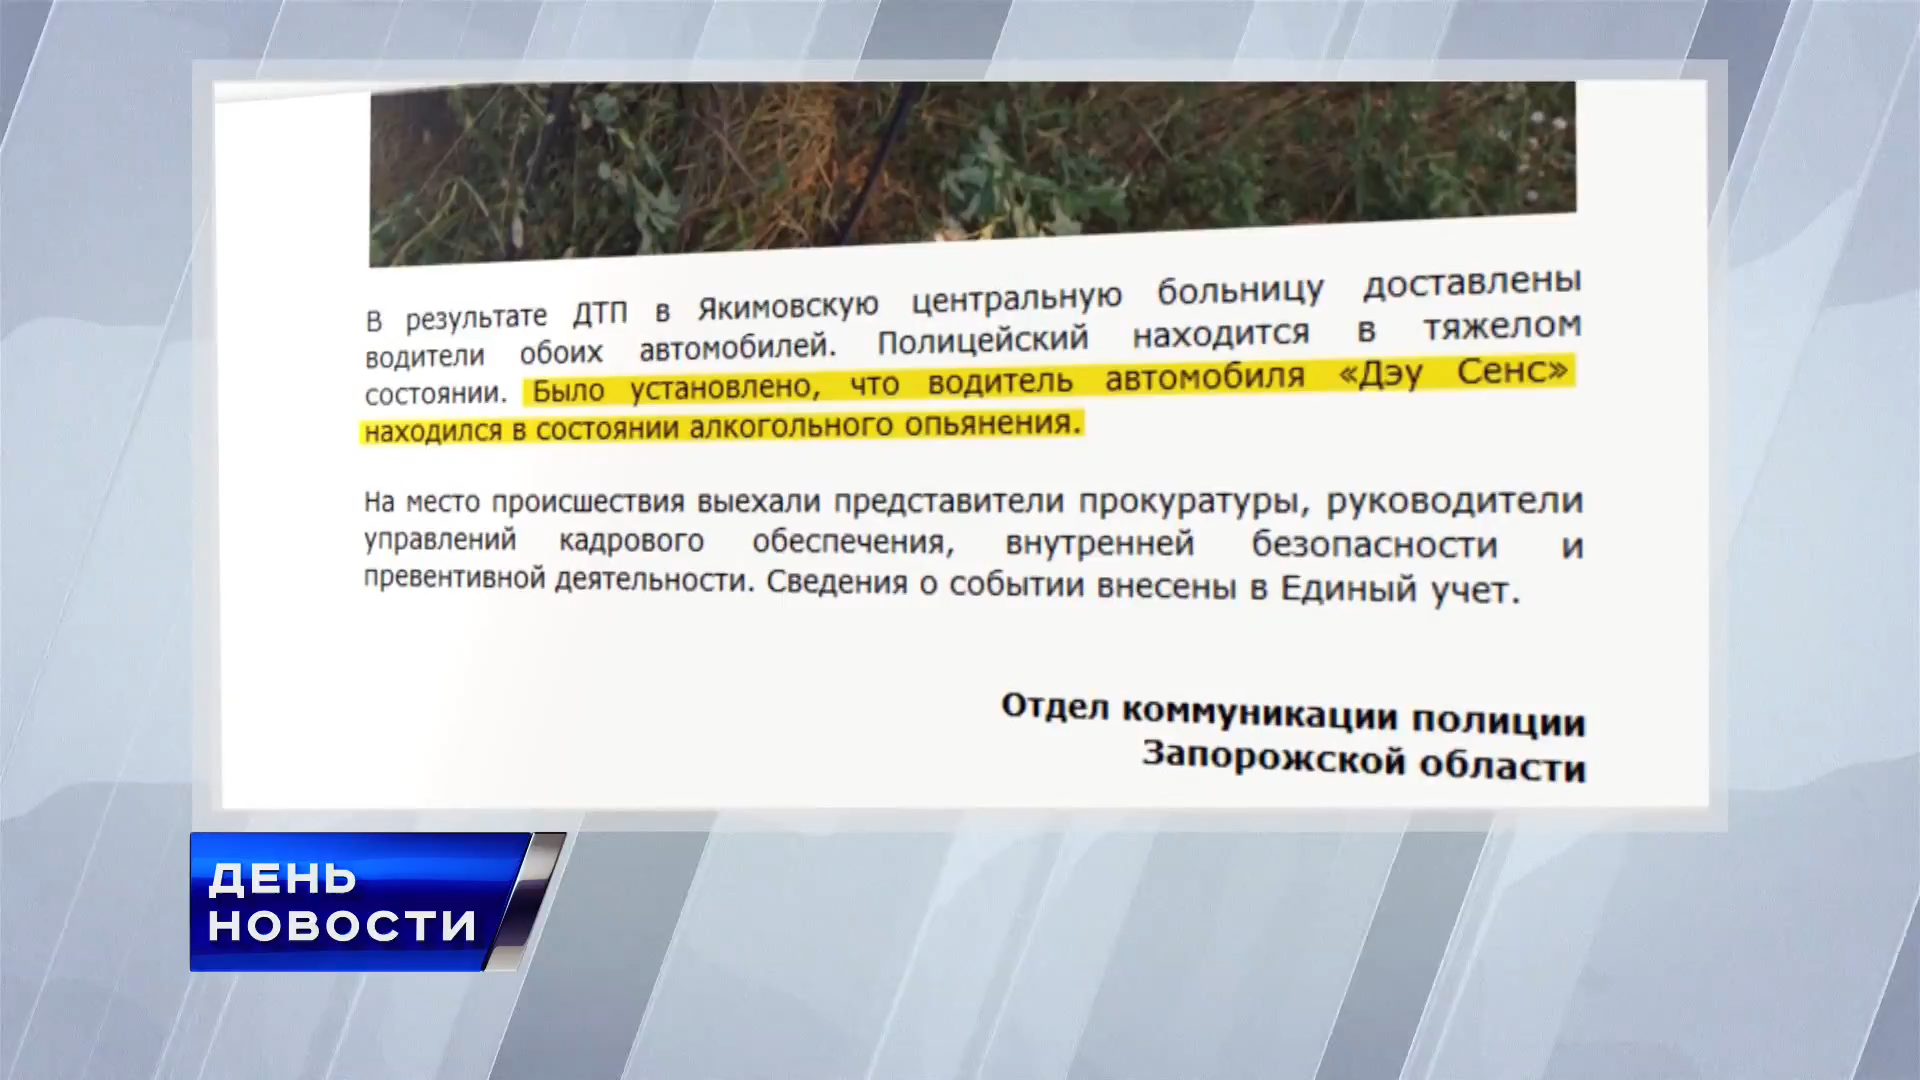 В результате ДТП в Якимовскую центральную больницу доставлены
водители обоих автомобилей. Полицейский находится в тяжелом
состоянии. Было установлено, что водитель автомобиля «Дэу Сенс»
находился в состоянии алкогольного опьянения.
На место происшествия выехали представители прокуратуры, руководители
управлений кадрового обеспечения, внутренней безопасности и
превентивной деятельности. Сведения о событии внесены в Единый учет.
Отдел коммуникации полиции
Запорожской области
ДЕНЬ
НОВОСТИ